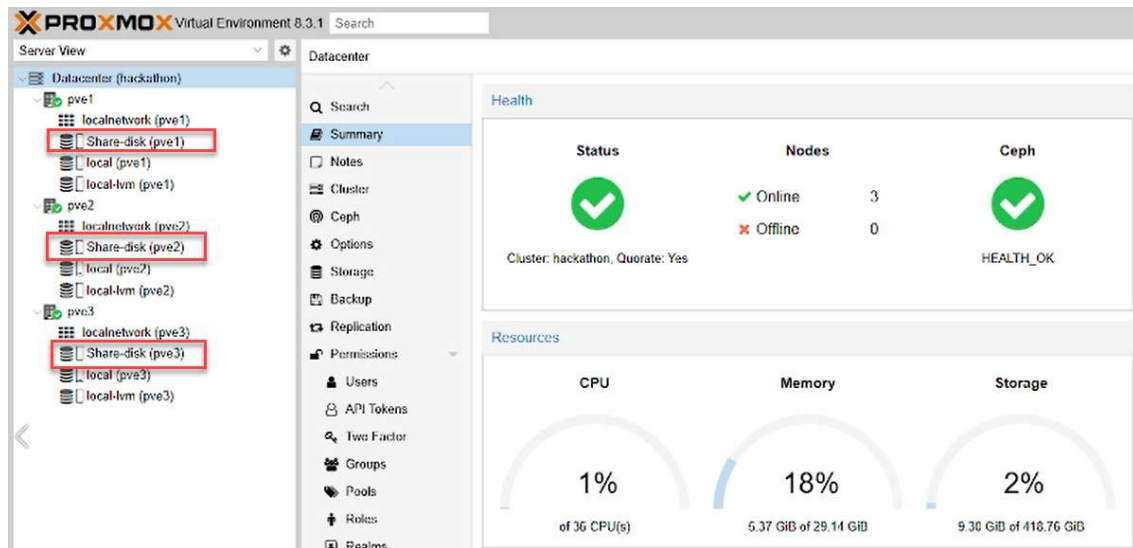 PROXMOX Virtual Environment 8.3.1 Search
Server View
Datacenter (hackathon)
pve1
localnetwork (pve1)
Share-disk (pve1)
local (pve1)
local-lvm (pve1)
pve2
localnetwork (pve2)
Share-disk (pve2)
local (pve2)
local-lvm (pve2)
pve3
localnetwork (pve3)
Share-disk (pve3)
local (pve3)
local-lvm (pve3)
Datacenter
Search
Summary
Notes
Cluster
Ceph
Options
Storage
Backup
Replication
Permissions
Users
API Tokens
Two Factor
Groups
Pools
Roles
Realms
Health
Status
Nodes
Ceph
Online 3
Offline 0
Cluster: hackathon, Quorate: Yes
HEALTH_OK
Resources
CPU
Memory
Storage
1%
18%
2%
of 36 CPU(s)
5.37 GiB of 29.14 GiB
9.30 GiB of 418.76 GiB